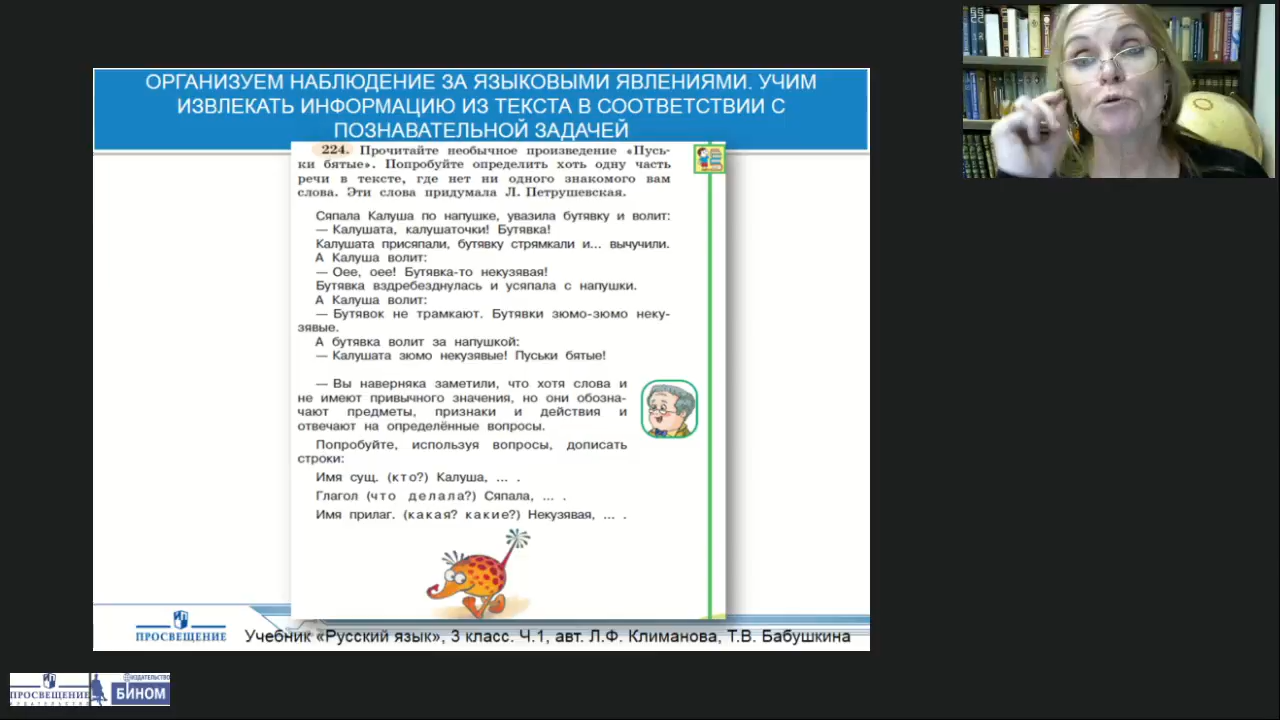 ОРГАНИЗУЕМ НАБЛЮДЕНИЕ ЗА ЯЗЫКОВЫМИ ЯВЛЕНИЯМИ. УЧИМ
ИЗВЛЕКАТЬ ИНФОРМАЦИЮ ИЗ ТЕКСТА В СООТВЕТСТВИИ С
ПОЗНАВАТЕЛЬНОЙ ЗАДАЧЕЙ
224. Прочитайте необычное произведение «Пусь-
ки бятые». Попробуйте определить хоть одну часть
речи в тексте, где нет ни одного знакомого вам
слова. Эти слова придумала Л. Петрушевская.
Сяпала Калуша по напушке, увазила бутявку и волит:
— Калушата, калушаточки! Бутявка!
Калушата присяпали, бутявку стрямкали и... вычучили.
А Калуша волит:
— Оее, оее! Бутявка-то некузявая!
Бутявка вздребезднулась и усяпала с напушки.
А Калуша волит:
— Бутявок не трамкают. Бутявки зюмо-зюмо неку-
зявые.
А бутявка волит за напушкой:
— Калушата зюмо некузявые! Пуськи бятые!
— Вы наверняка заметили, что хотя слова и
не имеют привычного значения, но они обозна-
чают предметы, признаки и действия и
отвечают на определённые вопросы.
Попробуйте, используя вопросы, дописать
строки:
Имя сущ. (кто?) Калуша, ... .
Глагол (что делала?) Сяпала, ... .
Имя прилаг. (какая? какие?) Некузявая, ... .
ПРОСВЕЩЕНИЕ
Учебник «Русский язык», 3 класс. Ч.1, авт. Л.Ф. Климанова, Т.В. Бабушкина
ПРОСВЕЩЕНИЕ
ИЗДАТЕЛЬСТВО
ИЗДАТЕЛЬСТВО
БИНОМ